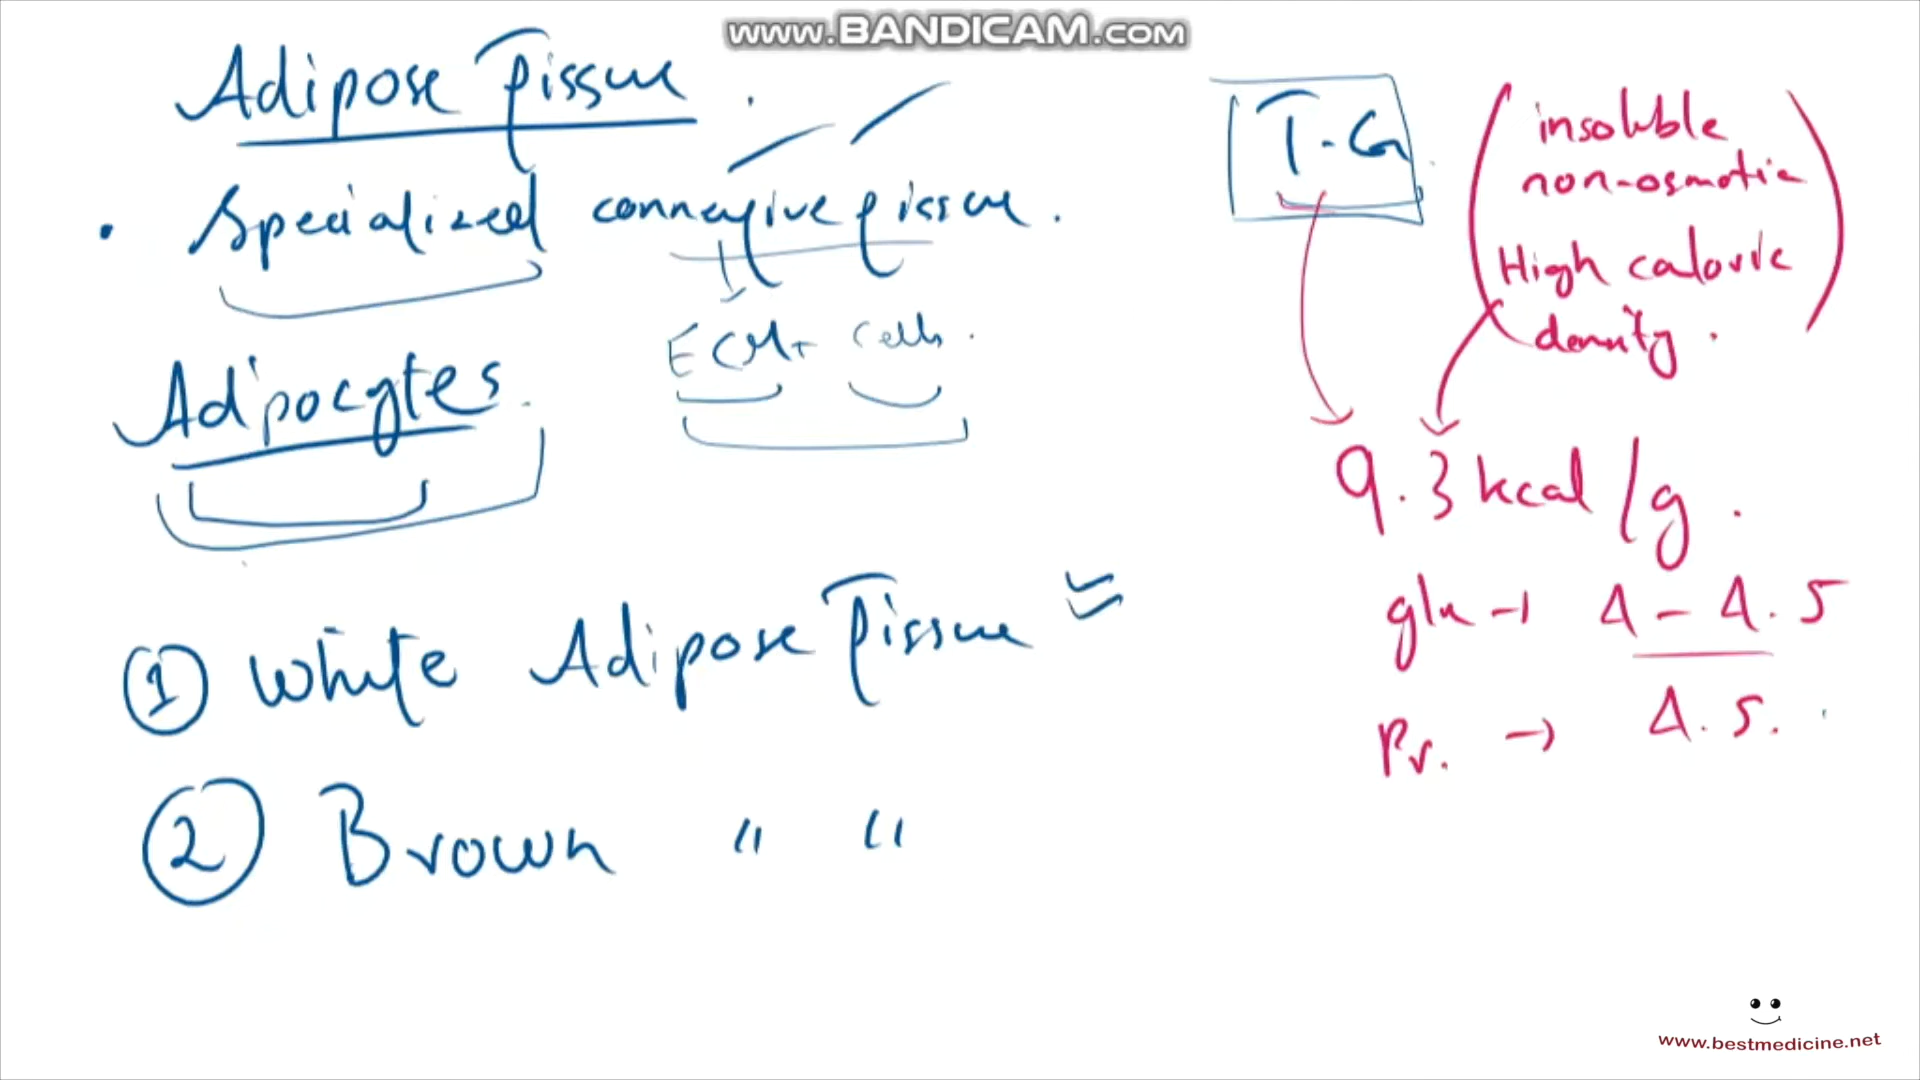 www.BANDICAM.com
Adipose Tissue.
• Specialized connective tissue.
ECM + cells.
Adipocytes.
① White Adipose Tissue
② Brown " "
T-G
insoluble
non-osmotic
High caloric
density.
9.3 kcal/g.
glu → 4 - 4.5
Pr. → 4.5.
www.bestmedicine.net